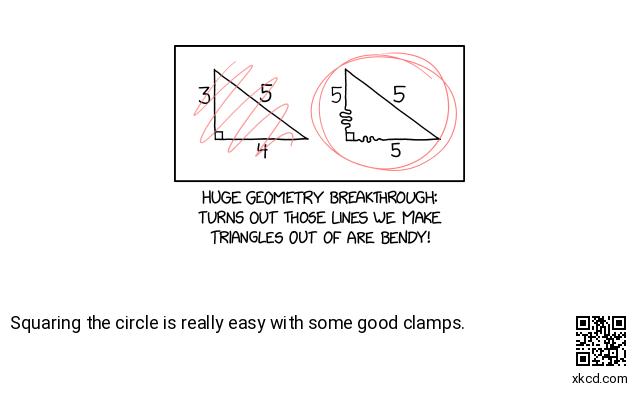 3 5 5 5
4 5
HUGE GEOMETRY BREAKTHROUGH:
TURNS OUT THOSE LINES WE MAKE
TRIANGLES OUT OF ARE BENDY!
Squaring the circle is really easy with some good clamps.
xkcd.com